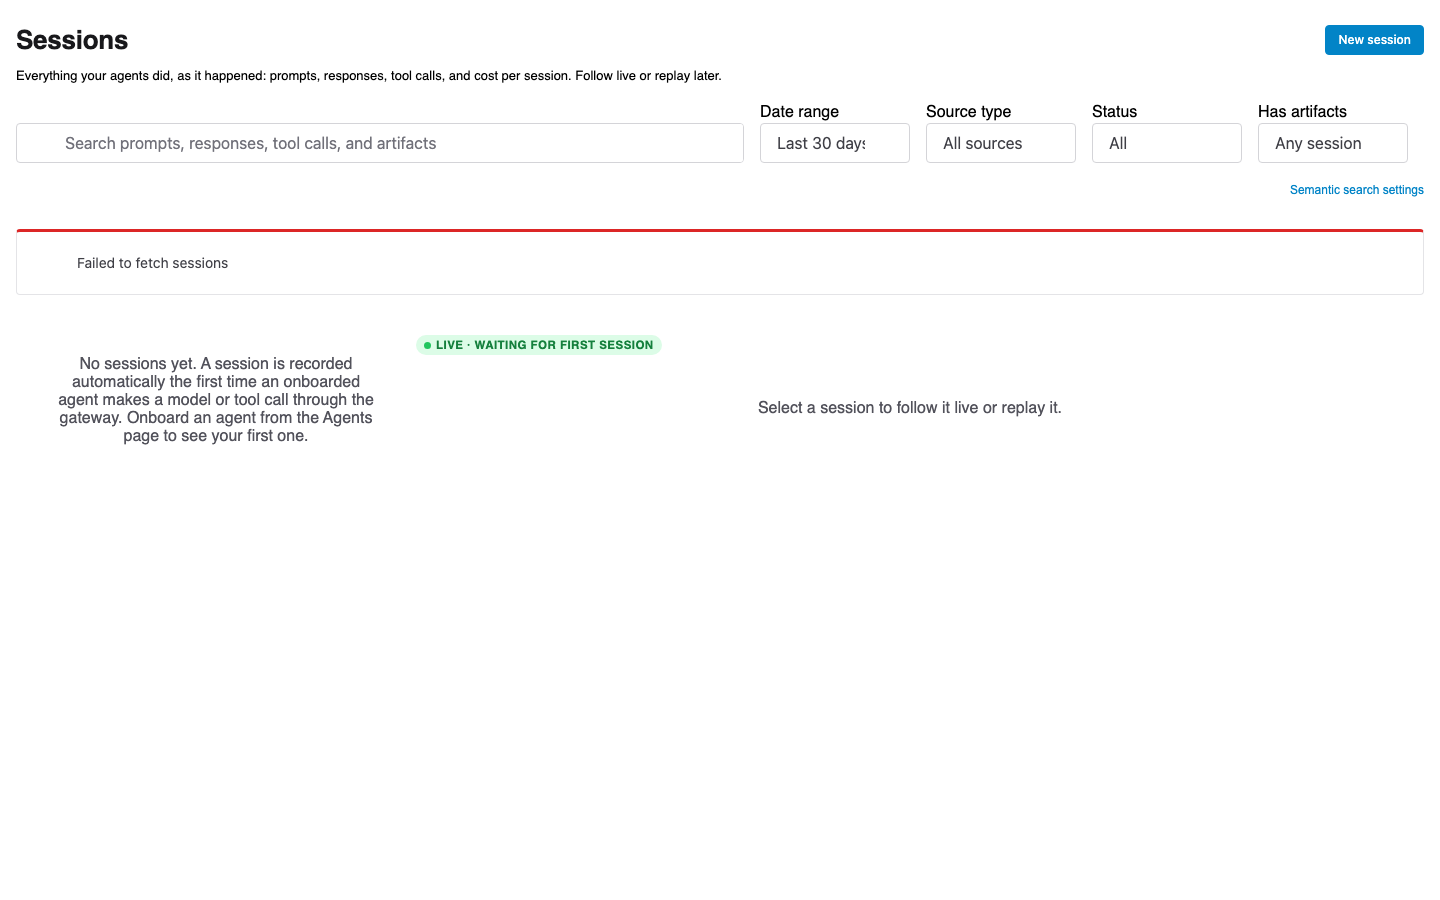 Sessions
New session
Everything your agents did, as it happened: prompts, responses, tool calls, and cost per session. Follow live or replay later.
Date range
Source type
Status
Has artifacts
Search prompts, responses, tool calls, and artifacts
Last 30 days
All sources
All
Any session
Semantic search settings
Failed to fetch sessions
No sessions yet. A session is recorded
automatically the first time an onboarded
agent makes a model or tool call through the
gateway. Onboard an agent from the Agents
page to see your first one.
LIVE · WAITING FOR FIRST SESSION
Select a session to follow it live or replay it.